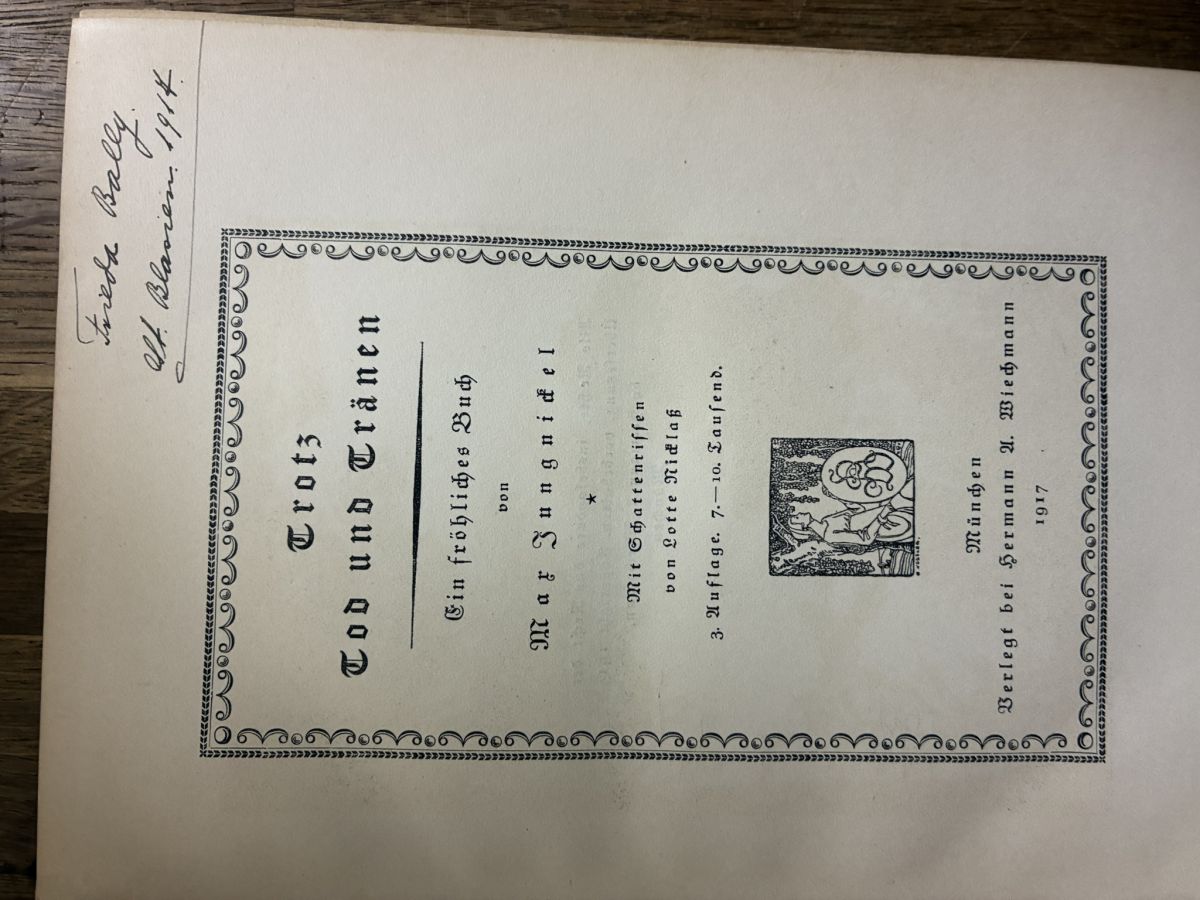 Frieda Bally.
St. Blasien. 1917.
Trotz
Tod und Tränen
Ein fröhliches Buch
von
Max Jungnickel
★
Mit Schattenrissen
von Lotte Nicklaß
3. Auflage. 7.—10. Tausend.
München
Verlegt bei Hermann A. Wiechmann
1917